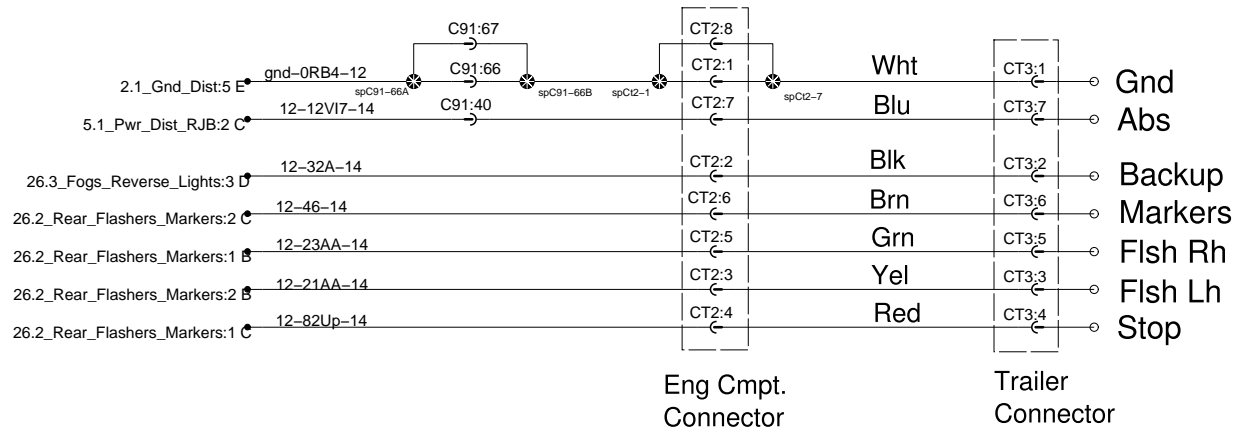 C91:67
CT2:8
2.1_Gnd_Dist:5 E
gnd−0RB4−12
spC91−66A
C91:66
spC91−66B
spCt2−1
CT2:1
spCt2−7
Wht
CT3:1
Gnd
5.1_Pwr_Dist_RJB:2 C
12−12VI7−14
C91:40
CT2:7
Blu
CT3:7
Abs
26.3_Fogs_Reverse_Lights:3 D
12−32A−14
CT2:2
Blk
CT3:2
Backup
26.2_Rear_Flashers_Markers:2 C
12−46−14
CT2:6
Brn
CT3:6
Markers
26.2_Rear_Flashers_Markers:1 B
12−23AA−14
CT2:5
Grn
CT3:5
Flsh Rh
26.2_Rear_Flashers_Markers:2 B
12−21AA−14
CT2:3
Yel
CT3:3
Flsh Lh
26.2_Rear_Flashers_Markers:1 C
12−82Up−14
CT2:4
Red
CT3:4
Stop
Eng Cmpt.
Connector
Trailer
Connector